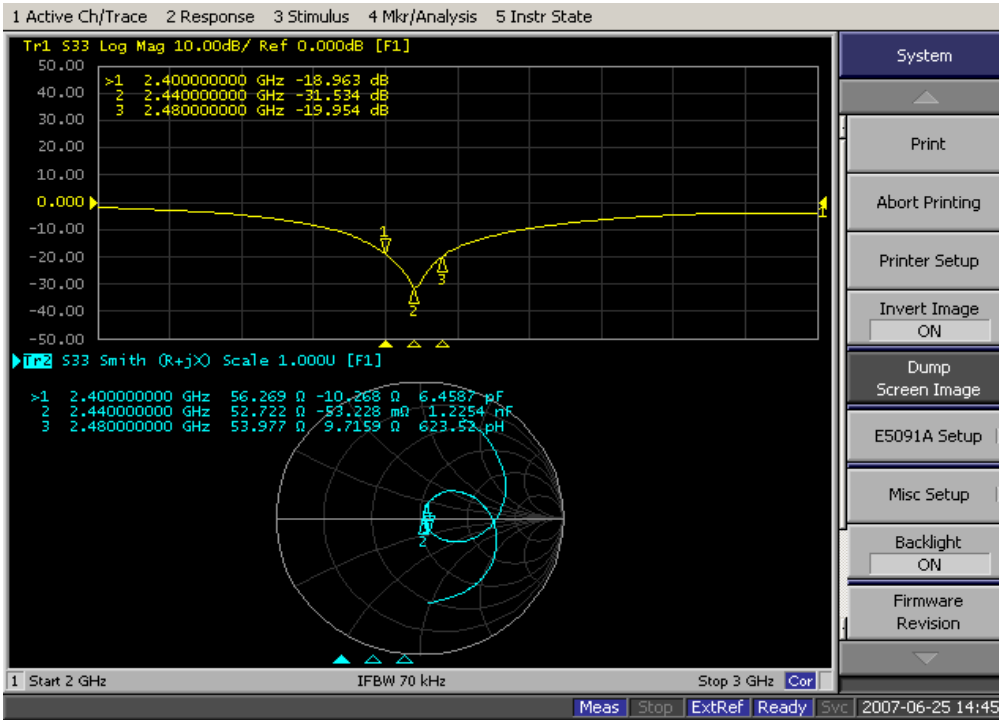 1 Active Ch/Trace 2 Response 3 Stimulus 4 Mkr/Analysis 5 Instr State
Tr1 S33 Log Mag 10.00dB/ Ref 0.000dB [F1]
50.00
40.00
30.00
20.00
10.00
0.000
-10.00
-20.00
-30.00
-40.00
-50.00
>1 2.400000000 GHz -18.963 dB
2 2.440000000 GHz -31.534 dB
3 2.480000000 GHz -19.954 dB
1
2
3
1
Tr2 S33 Smith (R+jX) Scale 1.000U [F1]
>1 2.400000000 GHz 56.269 Ω -10.268 Ω 6.4587 pF
2 2.440000000 GHz 52.722 Ω -53.228 mΩ 1.2254 nF
3 2.480000000 GHz 53.977 Ω 9.7159 Ω 623.52 pH
2
1 Start 2 GHz IFBW 70 kHz Stop 3 GHz Cor
Meas Stop ExtRef Ready Svc 2007-06-25 14:45
System
Print
Abort Printing
Printer Setup
Invert Image
ON
Dump
Screen Image
E5091A Setup
Misc Setup
Backlight
ON
Firmware
Revision